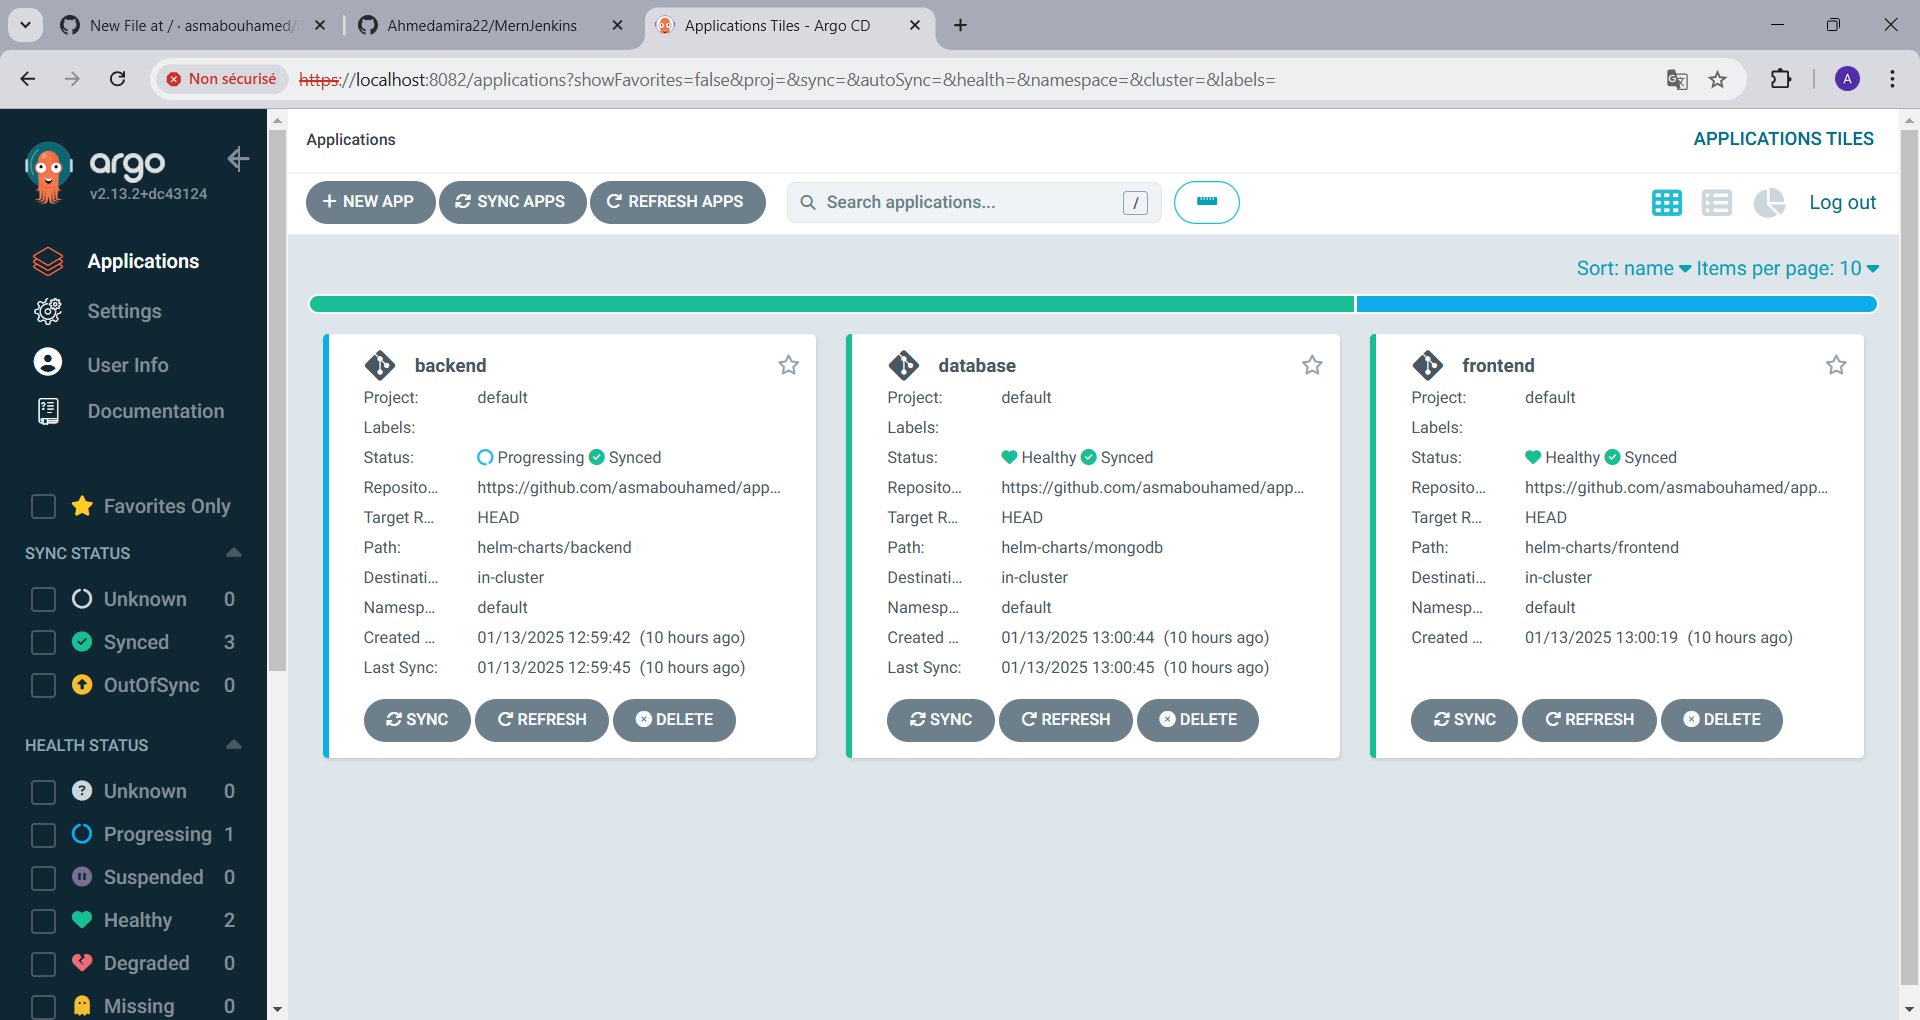 New File at / · asmabouhamed/
Ahmedamira22/MernJenkins
Applications Tiles - Argo CD
Non sécurisé
https://localhost:8082/applications?showFavorites=false&proj=&sync=&autoSync=&health=&namespace=&cluster=&labels=
A
argo
v2.13.2+dc43124
Applications
Settings
User Info
Documentation
Favorites Only
SYNC STATUS
Unknown 0
Synced 3
OutOfSync 0
HEALTH STATUS
Unknown 0
Progressing 1
Suspended 0
Healthy 2
Degraded 0
Missing 0
Applications
APPLICATIONS TILES
+ NEW APP
SYNC APPS
REFRESH APPS
Search applications...
/
Log out
Sort: name
Items per page: 10
backend
Project: default
Labels:
Status: Progressing Synced
Reposito... https://github.com/asmabouhamed/app...
Target R... HEAD
Path: helm-charts/backend
Destinati... in-cluster
Namesp... default
Created ... 01/13/2025 12:59:42 (10 hours ago)
Last Sync: 01/13/2025 12:59:45 (10 hours ago)
SYNC
REFRESH
DELETE
database
Project: default
Labels:
Status: Healthy Synced
Reposito... https://github.com/asmabouhamed/app...
Target R... HEAD
Path: helm-charts/mongodb
Destinati... in-cluster
Namesp... default
Created ... 01/13/2025 13:00:44 (10 hours ago)
Last Sync: 01/13/2025 13:00:45 (10 hours ago)
SYNC
REFRESH
DELETE
frontend
Project: default
Labels:
Status: Healthy Synced
Reposito... https://github.com/asmabouhamed/app...
Target R... HEAD
Path: helm-charts/frontend
Destinati... in-cluster
Namesp... default
Created ... 01/13/2025 13:00:19 (10 hours ago)
SYNC
REFRESH
DELETE